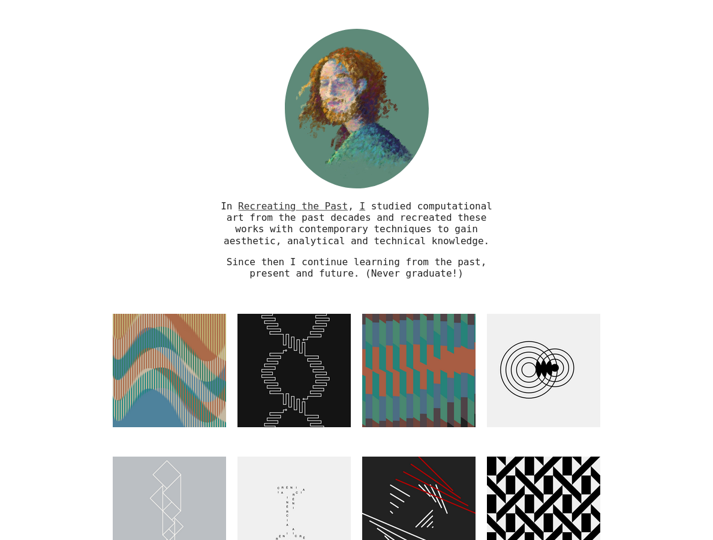 In Recreating the Past, I studied computational
art from the past decades and recreated these
works with contemporary techniques to gain
aesthetic, analytical and technical knowledge.
Since then I continue learning from the past,
present and future. (Never graduate!)